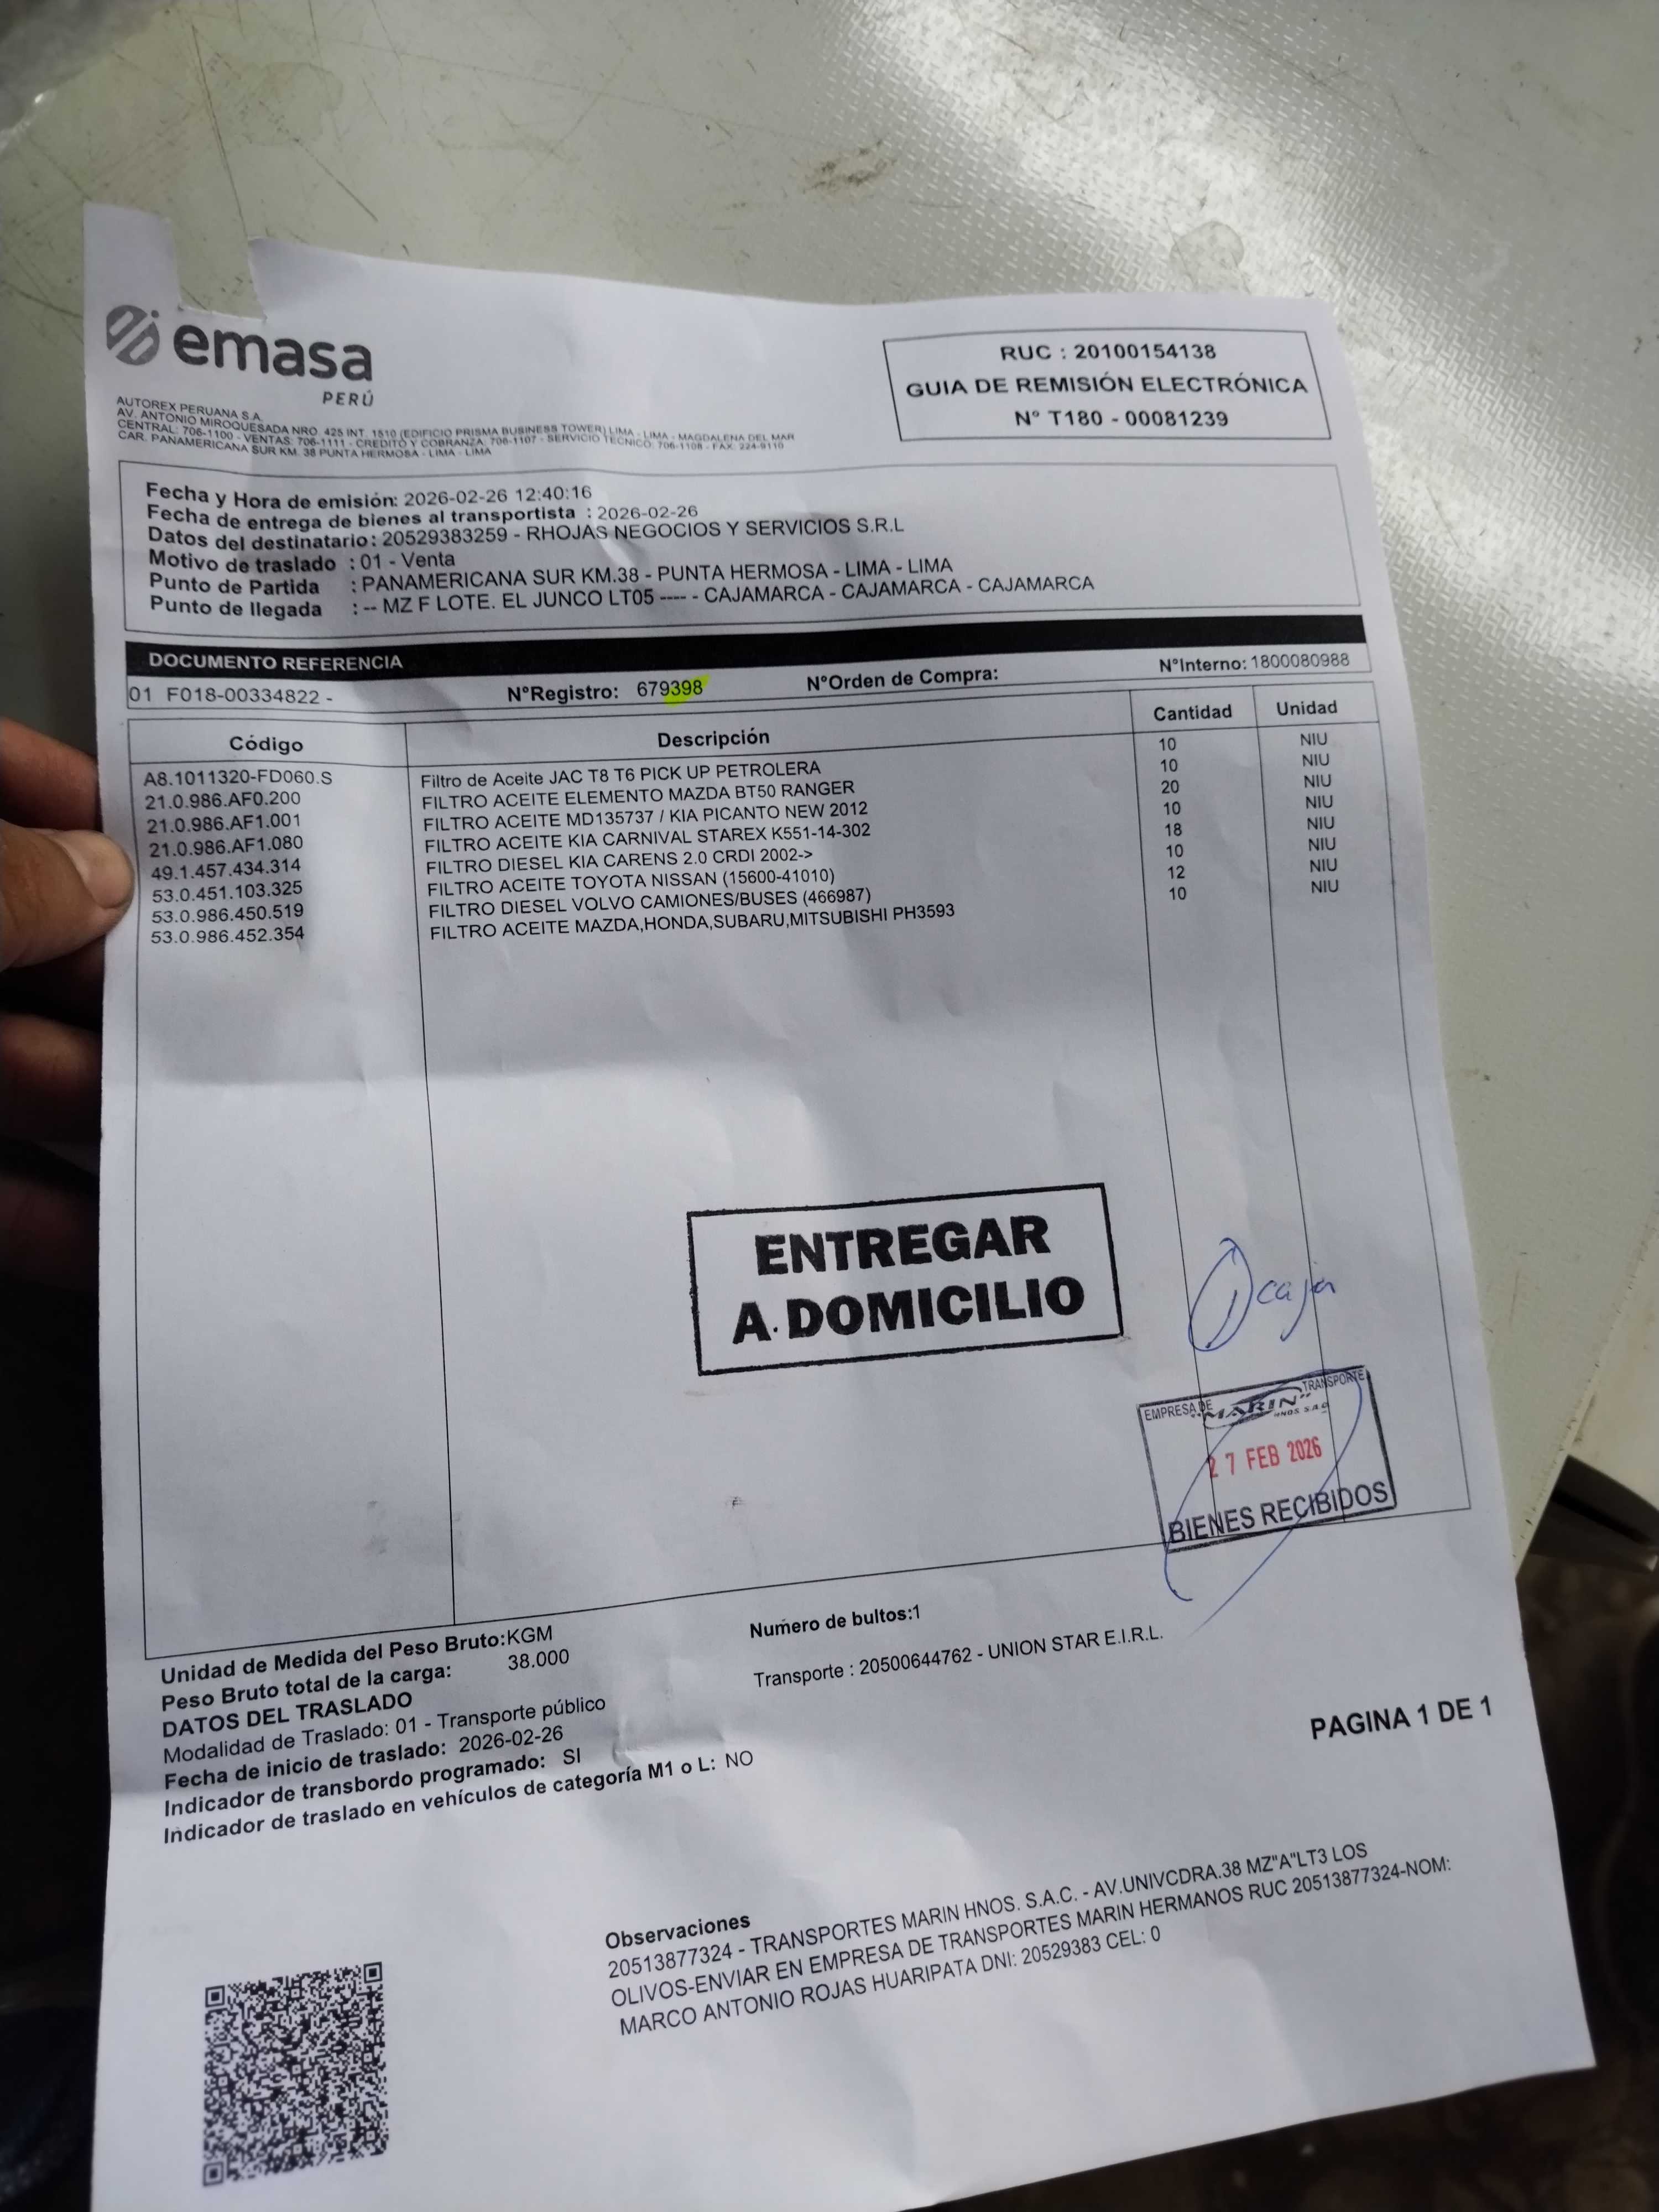 emasa
PERÚ
AUTOREX PERUANA S.A.
AV. ANTONIO MIROQUESADA NRO. 425 INT. 1510 (EDIFICIO PRISMA BUSINESS TOWER) LIMA - LIMA - MAGDALENA DEL MAR
CENTRAL: 706-1100 - VENTAS: 706-1111 - CREDITO Y COBRANZA: 706-1107 - SERVICIO TECNICO: 706-1108 - FAX: 224-9110
CAR. PANAMERICANA SUR KM. 38 PUNTA HERMOSA - LIMA - LIMA
RUC : 20100154138
GUIA DE REMISIÓN ELECTRÓNICA
N° T180 - 00081239
Fecha y Hora de emisión: 2026-02-26 12:40:16
Fecha de entrega de bienes al transportista : 2026-02-26
Datos del destinatario: 20529383259 - RHOJAS NEGOCIOS Y SERVICIOS S.R.L
Motivo de traslado : 01 - Venta
Punto de Partida : PANAMERICANA SUR KM.38 - PUNTA HERMOSA - LIMA - LIMA
Punto de llegada : -- MZ F LOTE. EL JUNCO LT05 ---- - CAJAMARCA - CAJAMARCA - CAJAMARCA
DOCUMENTO REFERENCIA
01 F018-00334822 - N°Registro: 679398 N°Orden de Compra: N°Interno: 1800080988
Código Descripción Cantidad Unidad
A8.1011320-FD060.S Filtro de Aceite JAC T8 T6 PICK UP PETROLERA 10 NIU
21.0.986.AF0.200 FILTRO ACEITE ELEMENTO MAZDA BT50 RANGER 10 NIU
21.0.986.AF1.001 FILTRO ACEITE MD135737 / KIA PICANTO NEW 2012 20 NIU
21.0.986.AF1.080 FILTRO ACEITE KIA CARNIVAL STAREX K551-14-302 10 NIU
49.1.457.434.314 FILTRO DIESEL KIA CARENS 2.0 CRDI 2002-> 18 NIU
53.0.451.103.325 FILTRO ACEITE TOYOTA NISSAN (15600-41010) 10 NIU
53.0.986.450.519 FILTRO DIESEL VOLVO CAMIONES/BUSES (466987) 12 NIU
53.0.986.452.354 FILTRO ACEITE MAZDA,HONDA,SUBARU,MITSUBISHI PH3593 10 NIU
ENTREGAR
A DOMICILIO
1 caja
EMPRESA DE TRANSPORTE
"MARIN"
HNOS S.A.C
27 FEB 2026
BIENES RECIBIDOS
Unidad de Medida del Peso Bruto:KGM Numero de bultos:1
Peso Bruto total de la carga: 38.000 Transporte : 20500644762 - UNION STAR E.I.R.L.
DATOS DEL TRASLADO
Modalidad de Traslado: 01 - Transporte público
Fecha de inicio de traslado: 2026-02-26
Indicador de transbordo programado: SI
Indicador de traslado en vehículos de categoría M1 o L: NO
PAGINA 1 DE 1
Observaciones
20513877324 - TRANSPORTES MARIN HNOS. S.A.C. - AV.UNIVCDRA.38 MZ"A"LT3 LOS
OLIVOS-ENVIAR EN EMPRESA DE TRANSPORTES MARIN HERMANOS RUC 20513877324-NOM:
MARCO ANTONIO ROJAS HUARIPATA DNI: 20529383 CEL: 0